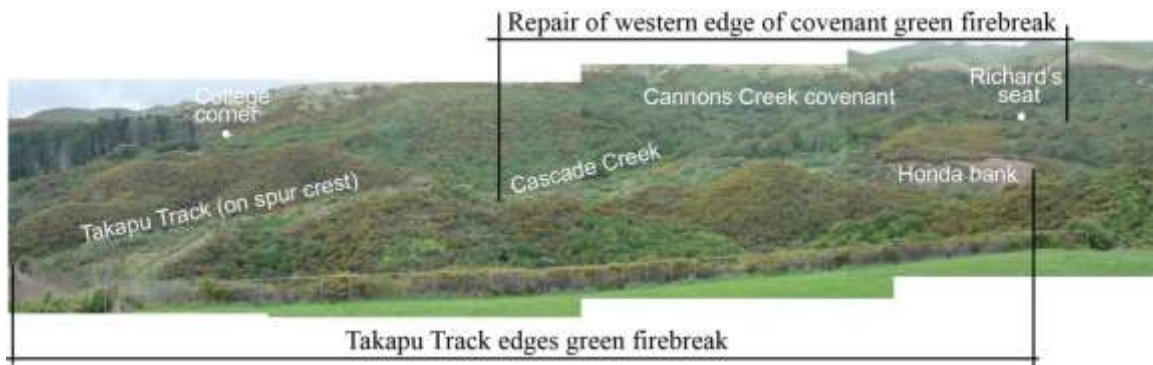 Repair of western edge of covenant green firebreak
College
corner
Cannons Creek covenant
Richard's
seat
Cascade Creek
Honda bank
Takapu Track (on spur crest)
Takapu Track edges green firebreak